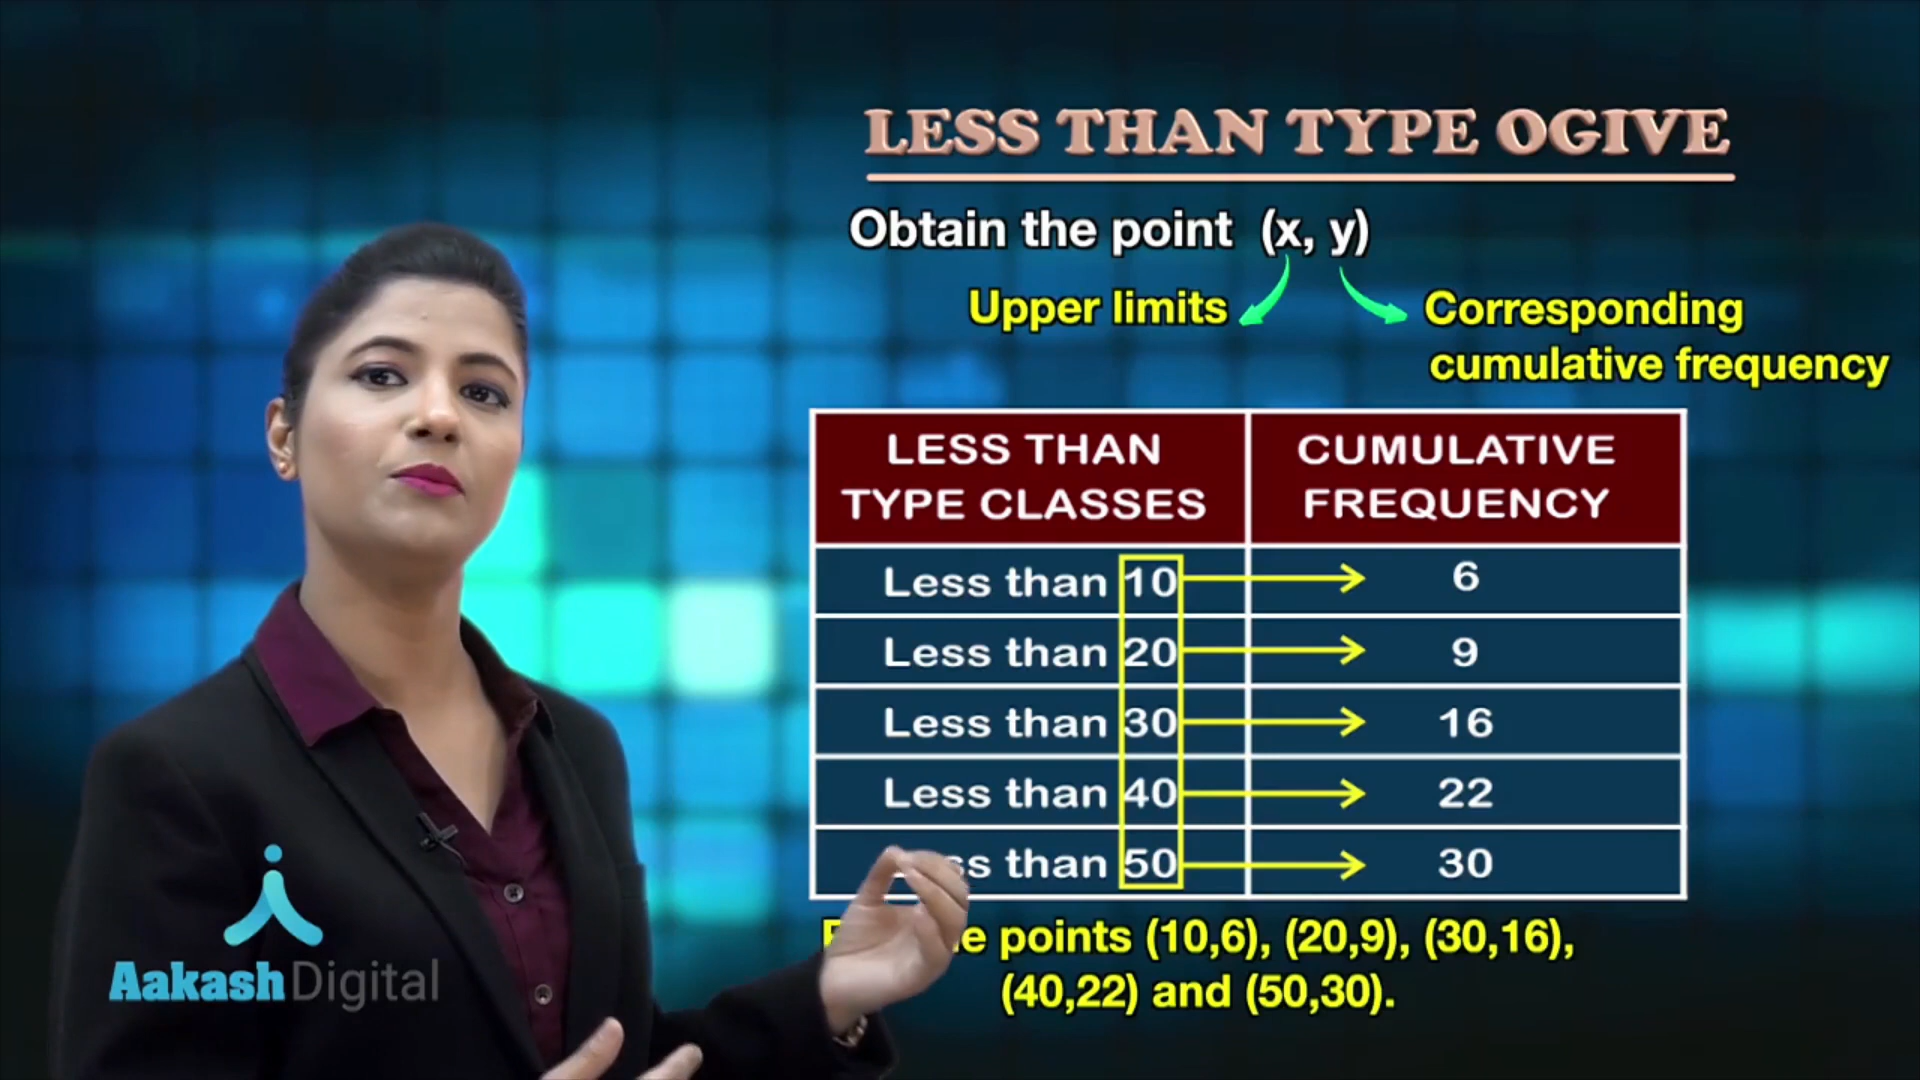 LESS THAN TYPE OGIVE
Obtain the point (x, y)
Upper limits
Corresponding
cumulative frequency
LESS THAN
TYPE CLASSES
CUMULATIVE
FREQUENCY
Less than 10 6
Less than 20 9
Less than 30 16
Less than 40 22
than 50 30
points (10,6), (20,9), (30,16),
(40,22) and (50,30).
Aakash Digital